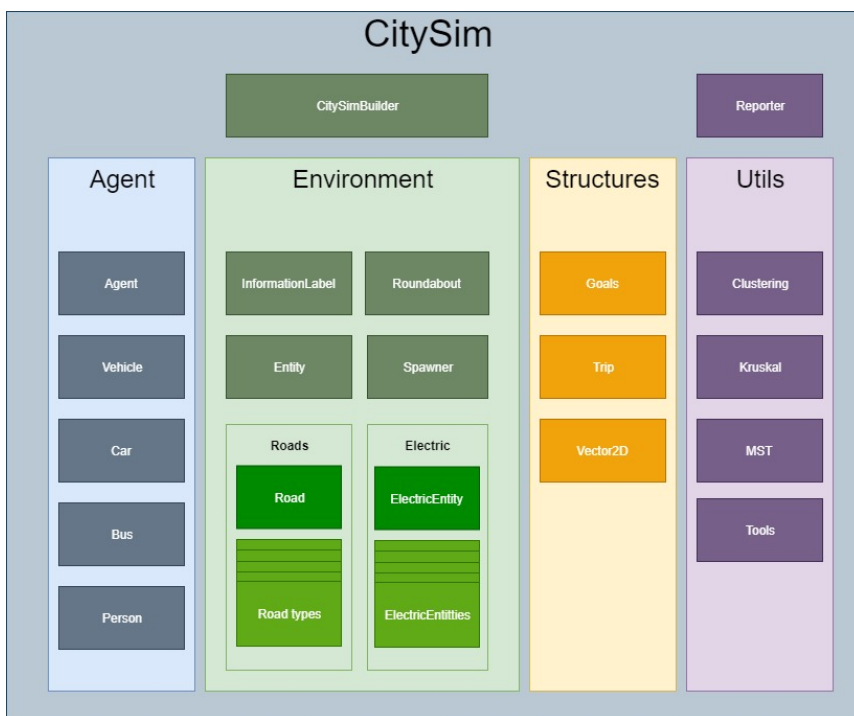 CitySim
CitySimBuilder
Reporter
Agent
Environment
Structures
Utils
Agent
InformationLabel
Roundabout
Goals
Clustering
Vehicle
Entity
Spawner
Trip
Kruskal
Car
Roads
Electric
Vector2D
MST
Road
ElectricEntity
Bus
Tools
Person
Road types
ElectricEntitties